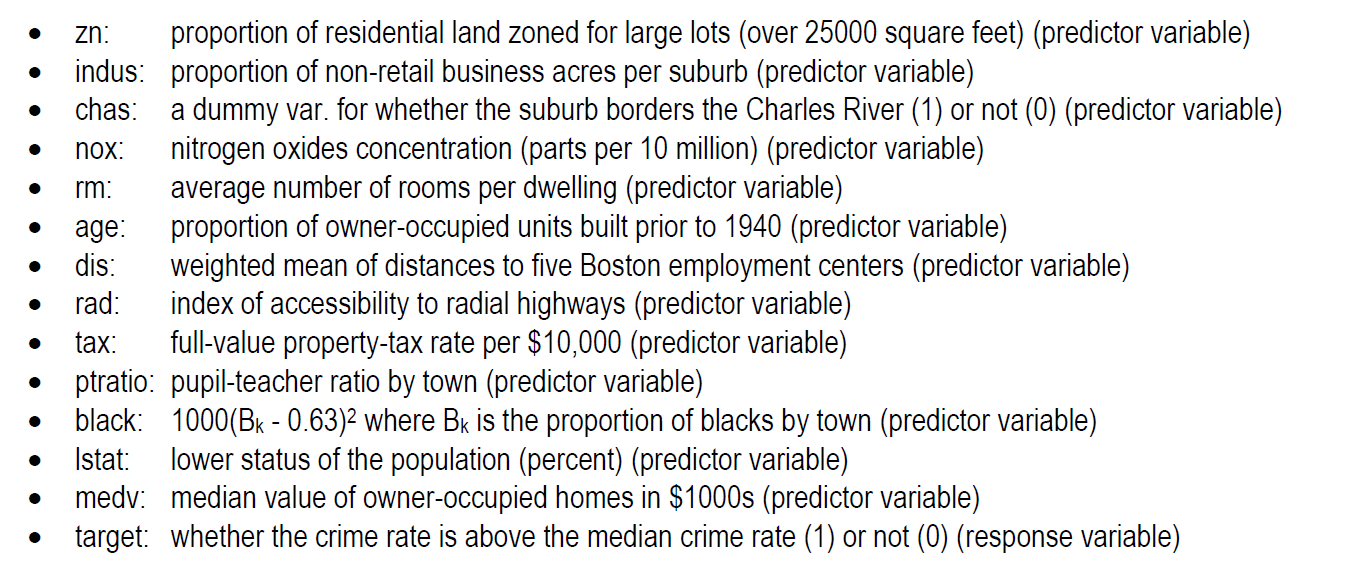 • zn: proportion of residential land zoned for large lots (over 25000 square feet) (predictor variable)
• indus: proportion of non-retail business acres per suburb (predictor variable)
• chas: a dummy var. for whether the suburb borders the Charles River (1) or not (0) (predictor variable)
• nox: nitrogen oxides concentration (parts per 10 million) (predictor variable)
• rm: average number of rooms per dwelling (predictor variable)
• age: proportion of owner-occupied units built prior to 1940 (predictor variable)
• dis: weighted mean of distances to five Boston employment centers (predictor variable)
• rad: index of accessibility to radial highways (predictor variable)
• tax: full-value property-tax rate per $10,000 (predictor variable)
• ptratio: pupil-teacher ratio by town (predictor variable)
• black: 1000(Bₖ - 0.63)² where Bₖ is the proportion of blacks by town (predictor variable)
• lstat: lower status of the population (percent) (predictor variable)
• medv: median value of owner-occupied homes in $1000s (predictor variable)
• target: whether the crime rate is above the median crime rate (1) or not (0) (response variable)